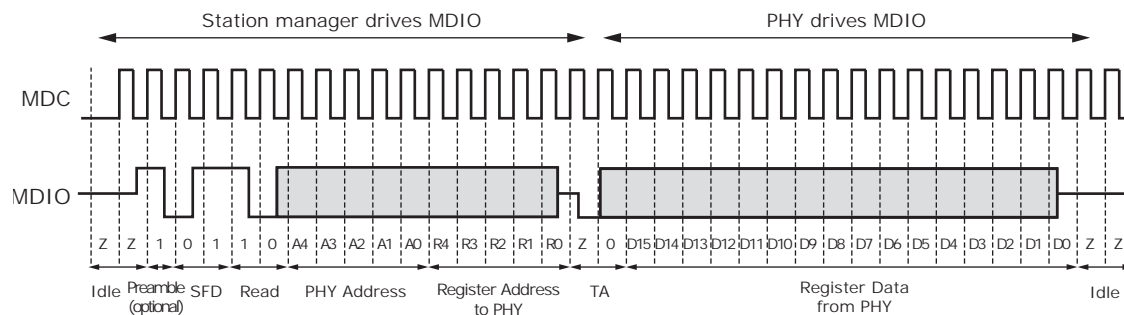 Station manager drives MDIO PHY drives MDIO
MDC
MDIO
Z Z 1 0 1 1 0 A4 A3 A2 A1 A0 R4 R3 R2 R1 R0 Z 0 D15 D14 D13 D12 D11 D10 D9 D8 D7 D6 D5 D4 D3 D2 D1 D0 Z Z
Idle Preamble (optional) SFD Read PHY Address Register Address to PHY TA Register Data from PHY Idle